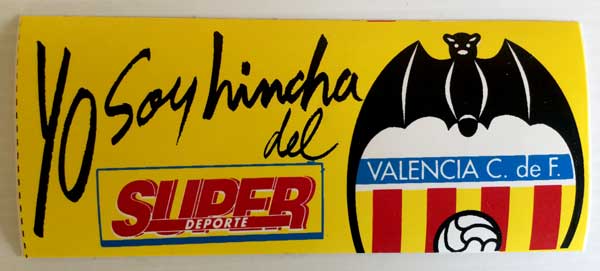 Yo Soy hincha
del
SUPER
DEPORTE
VALENCIA C. de F.